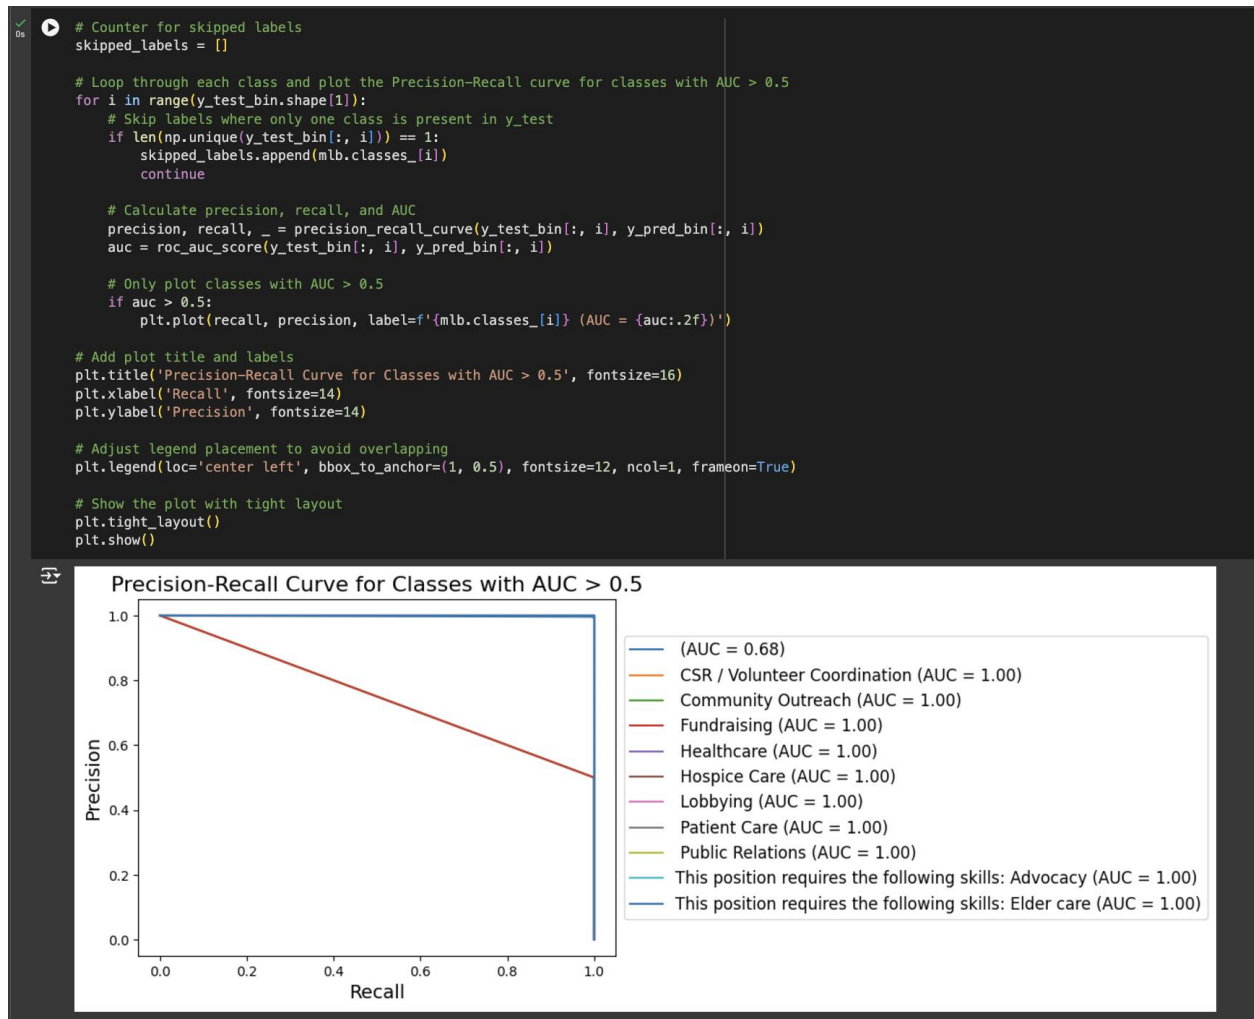 0s
# Counter for skipped labels
skipped_labels = []
# Loop through each class and plot the Precision-Recall curve for classes with AUC > 0.5
for i in range(y_test_bin.shape[1]):
# Skip labels where only one class is present in y_test
if len(np.unique(y_test_bin[:, i])) == 1:
skipped_labels.append(mlb.classes_[i])
continue
# Calculate precision, recall, and AUC
precision, recall, _ = precision_recall_curve(y_test_bin[:, i], y_pred_bin[:, i])
auc = roc_auc_score(y_test_bin[:, i], y_pred_bin[:, i])
# Only plot classes with AUC > 0.5
if auc > 0.5:
plt.plot(recall, precision, label=f'{mlb.classes_[i]} (AUC = {auc:.2f})')
# Add plot title and labels
plt.title('Precision-Recall Curve for Classes with AUC > 0.5', fontsize=16)
plt.xlabel('Recall', fontsize=14)
plt.ylabel('Precision', fontsize=14)
# Adjust legend placement to avoid overlapping
plt.legend(loc='center left', bbox_to_anchor=(1, 0.5), fontsize=12, ncol=1, frameon=True)
# Show the plot with tight layout
plt.tight_layout()
plt.show()
Precision-Recall Curve for Classes with AUC > 0.5
1.0
0.8
0.6
0.4
0.2
0.0
Precision
0.0 0.2 0.4 0.6 0.8 1.0
Recall
(AUC = 0.68)
CSR / Volunteer Coordination (AUC = 1.00)
Community Outreach (AUC = 1.00)
Fundraising (AUC = 1.00)
Healthcare (AUC = 1.00)
Hospice Care (AUC = 1.00)
Lobbying (AUC = 1.00)
Patient Care (AUC = 1.00)
Public Relations (AUC = 1.00)
This position requires the following skills: Advocacy (AUC = 1.00)
This position requires the following skills: Elder care (AUC = 1.00)